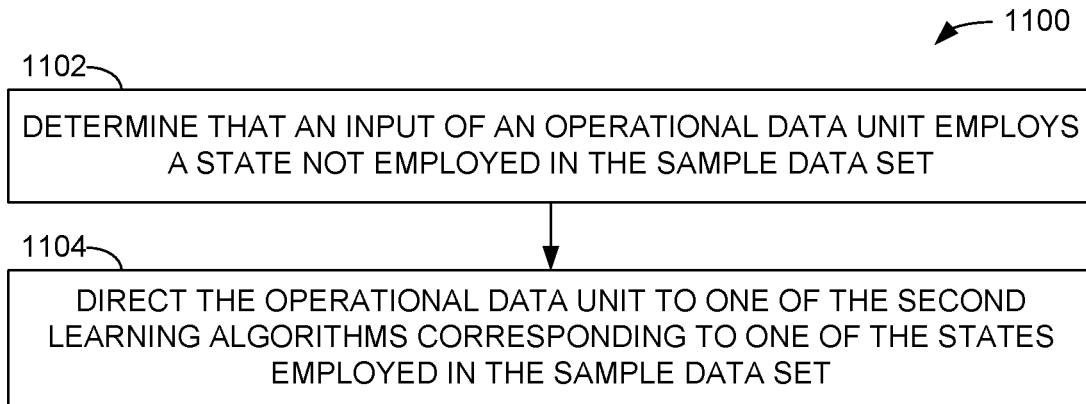 1100
1102
DETERMINE THAT AN INPUT OF AN OPERATIONAL DATA UNIT EMPLOYS
A STATE NOT EMPLOYED IN THE SAMPLE DATA SET
1104
DIRECT THE OPERATIONAL DATA UNIT TO ONE OF THE SECOND
LEARNING ALGORITHMS CORRESPONDING TO ONE OF THE STATES
EMPLOYED IN THE SAMPLE DATA SET